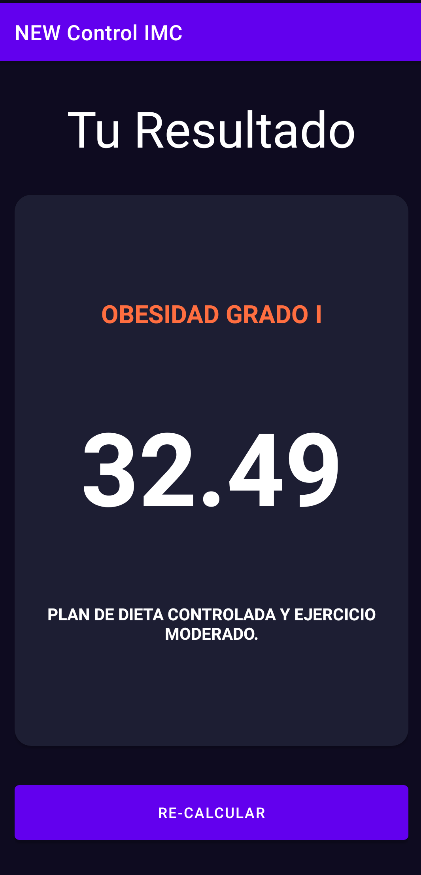 NEW Control IMC
Tu Resultado
OBESIDAD GRADO I
32.49
PLAN DE DIETA CONTROLADA Y EJERCICIO
MODERADO.
RE-CALCULAR